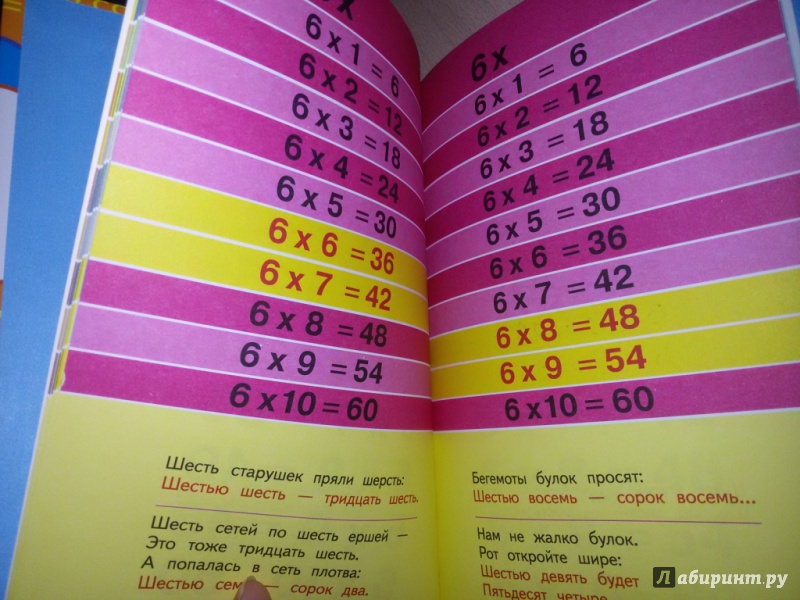 6x
6 x 1 = 6
6 x 2 = 12
6 x 3 = 18
6 x 4 = 24
6 x 5 = 30
6 x 6 = 36
6 x 7 = 42
6 x 8 = 48
6 x 9 = 54
6 x 10 = 60
Шесть старушек пряли шерсть:
Шестью шесть — тридцать шесть.
Шесть сетей по шесть ершей —
Это тоже тридцать шесть.
А попалась в сеть плотва:
Шестью сем — сорок два.
6x
6 x 1 = 6
6 x 2 = 12
6 x 3 = 18
6 x 4 = 24
6 x 5 = 30
6 x 6 = 36
6 x 7 = 42
6 x 8 = 48
6 x 9 = 54
6 x 10 = 60
Бегемоты булок просят:
Шестью восемь — сорок восемь...
Нам не жалко булок.
Рот откройте шире:
Шестью девять будет
Пятьдесят четыре
Лабиринт.ру